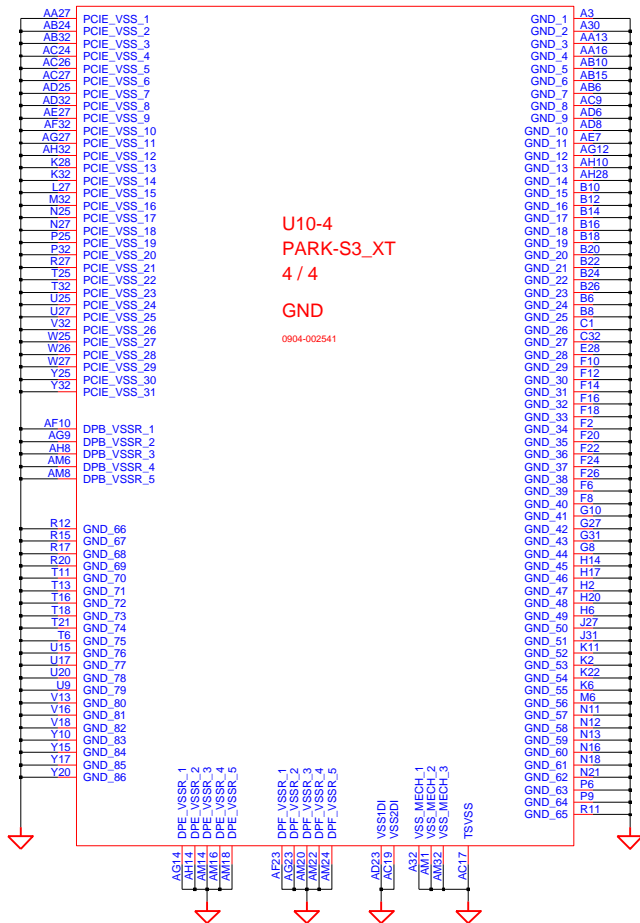 AA27 PCIE_VSS_1
AB24 PCIE_VSS_2
AB32 PCIE_VSS_3
AC24 PCIE_VSS_4
AC26 PCIE_VSS_5
AC27 PCIE_VSS_6
AD25 PCIE_VSS_7
AD32 PCIE_VSS_8
AE27 PCIE_VSS_9
AF32 PCIE_VSS_10
AG27 PCIE_VSS_11
AH32 PCIE_VSS_12
K28 PCIE_VSS_13
K32 PCIE_VSS_14
L27 PCIE_VSS_15
M32 PCIE_VSS_16
N25 PCIE_VSS_17
N27 PCIE_VSS_18
P25 PCIE_VSS_19
P32 PCIE_VSS_20
R27 PCIE_VSS_21
T25 PCIE_VSS_22
T32 PCIE_VSS_23
U25 PCIE_VSS_24
U27 PCIE_VSS_25
V32 PCIE_VSS_26
W25 PCIE_VSS_27
W26 PCIE_VSS_28
W27 PCIE_VSS_29
Y25 PCIE_VSS_30
Y32 PCIE_VSS_31
AF10 DPB_VSSR_1
AG9 DPB_VSSR_2
AH8 DPB_VSSR_3
AM6 DPB_VSSR_4
AM8 DPB_VSSR_5
R12 GND_66
R15 GND_67
R17 GND_68
R20 GND_69
T11 GND_70
T13 GND_71
T16 GND_72
T18 GND_73
T21 GND_74
T6 GND_75
U15 GND_76
U17 GND_77
U20 GND_78
U9 GND_79
V13 GND_80
V16 GND_81
V18 GND_82
Y10 GND_83
Y15 GND_84
Y17 GND_85
Y20 GND_86
U10-4
PARK-S3_XT
4 / 4
GND
0904-002541
GND_1 A3
GND_2 A30
GND_3 AA13
GND_4 AA16
GND_5 AB10
GND_6 AB15
GND_7 AB6
GND_8 AC9
GND_9 AD6
GND_10 AD8
GND_11 AE7
GND_12 AG12
GND_13 AH10
GND_14 AH28
GND_15 B10
GND_16 B12
GND_17 B14
GND_18 B16
GND_19 B18
GND_20 B20
GND_21 B22
GND_22 B24
GND_23 B26
GND_24 B6
GND_25 B8
GND_26 C1
GND_27 C32
GND_28 E28
GND_29 F10
GND_30 F12
GND_31 F14
GND_32 F16
GND_33 F18
GND_34 F2
GND_35 F20
GND_36 F22
GND_37 F24
GND_38 F26
GND_39 F6
GND_40 F8
GND_41 G10
GND_42 G27
GND_43 G31
GND_44 G8
GND_45 H14
GND_46 H17
GND_47 H2
GND_48 H20
GND_49 H6
GND_50 J27
GND_51 J31
GND_52 K11
GND_53 K2
GND_54 K22
GND_55 K6
GND_56 M6
GND_57 N11
GND_58 N12
GND_59 N13
GND_60 N16
GND_61 N18
GND_62 N21
GND_63 P6
GND_64 P9
GND_65 R11
AG14 DPE_VSSR_1
AH14 DPE_VSSR_2
AM14 DPE_VSSR_3
AM16 DPE_VSSR_4
AM18 DPE_VSSR_5
AF23 DPF_VSSR_1
AG23 DPF_VSSR_2
AM20 DPF_VSSR_3
AM22 DPF_VSSR_4
AM24 DPF_VSSR_5
AD23 VSS1DI
AC19 VSS2DI
A32 VSS_MECH_1
AM1 VSS_MECH_2
AM32 VSS_MECH_3
AC17 TSVSS